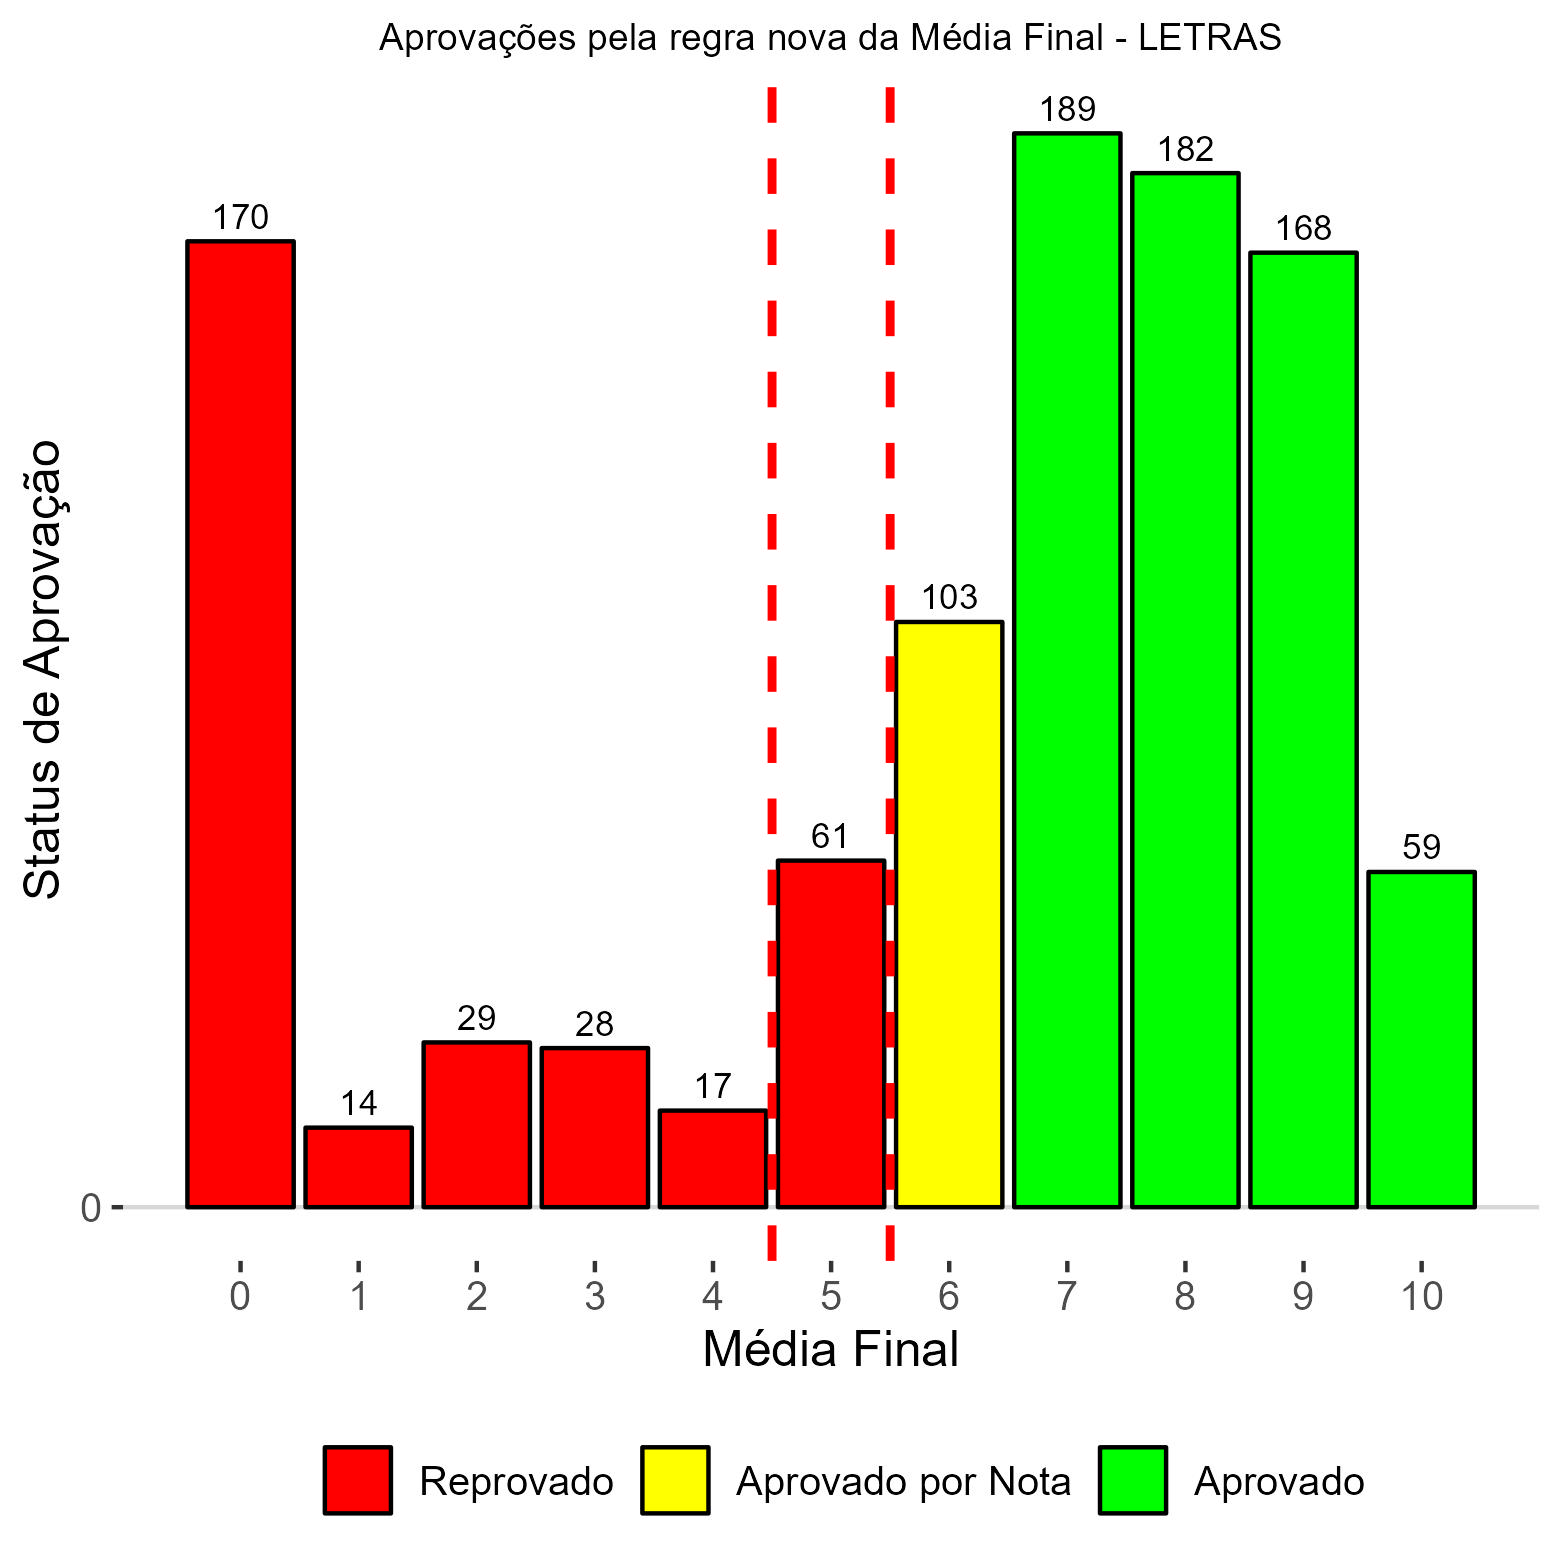 Aprovações pela regra nova da Média Final - LETRAS
189
182
170
168
103
61
59
29
28
17
14
Status de Aprovação
0
0 1 2 3 4 5 6 7 8 9 10
Média Final
Reprovado Aprovado por Nota Aprovado